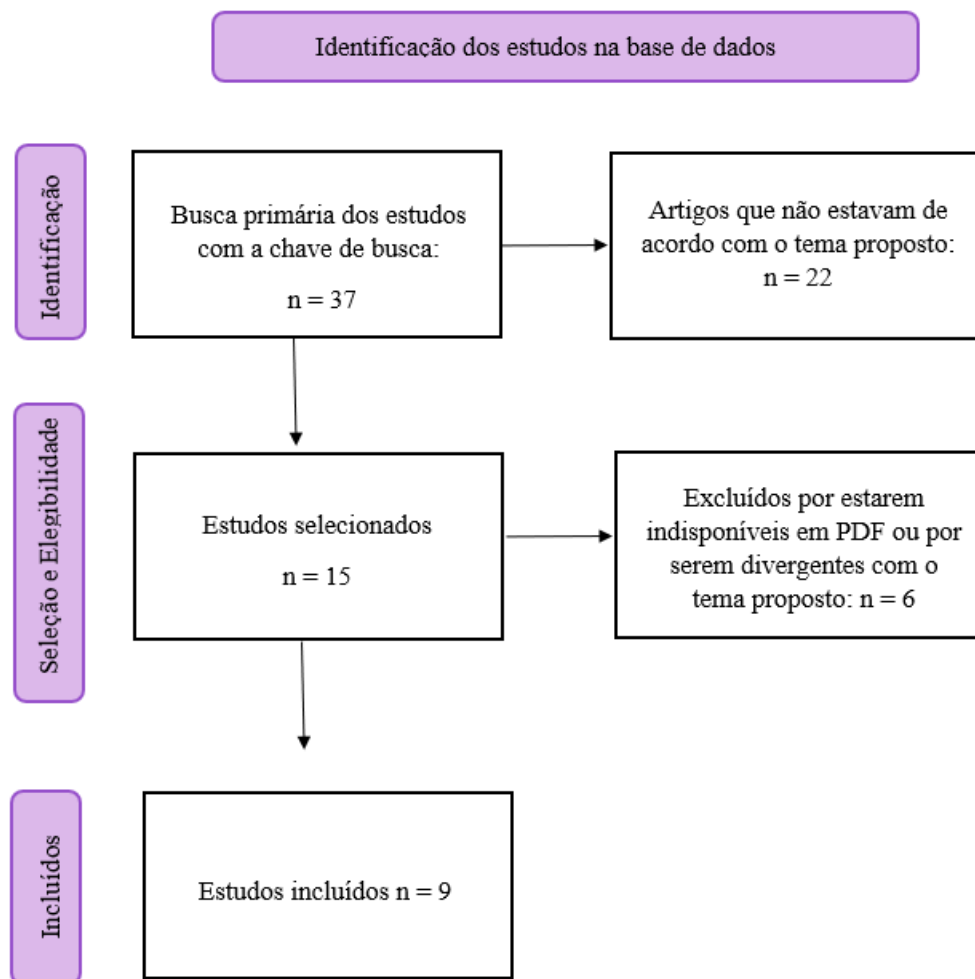 Identificação dos estudos na base de dados
Identificação
Busca primária dos estudos
com a chave de busca:
n = 37
Artigos que não estavam de
acordo com o tema proposto:
n = 22
Seleção e Elegibilidade
Estudos selecionados
n = 15
Excluídos por estarem
indisponíveis em PDF ou por
serem divergentes com o
tema proposto: n = 6
Incluídos
Estudos incluídos n = 9